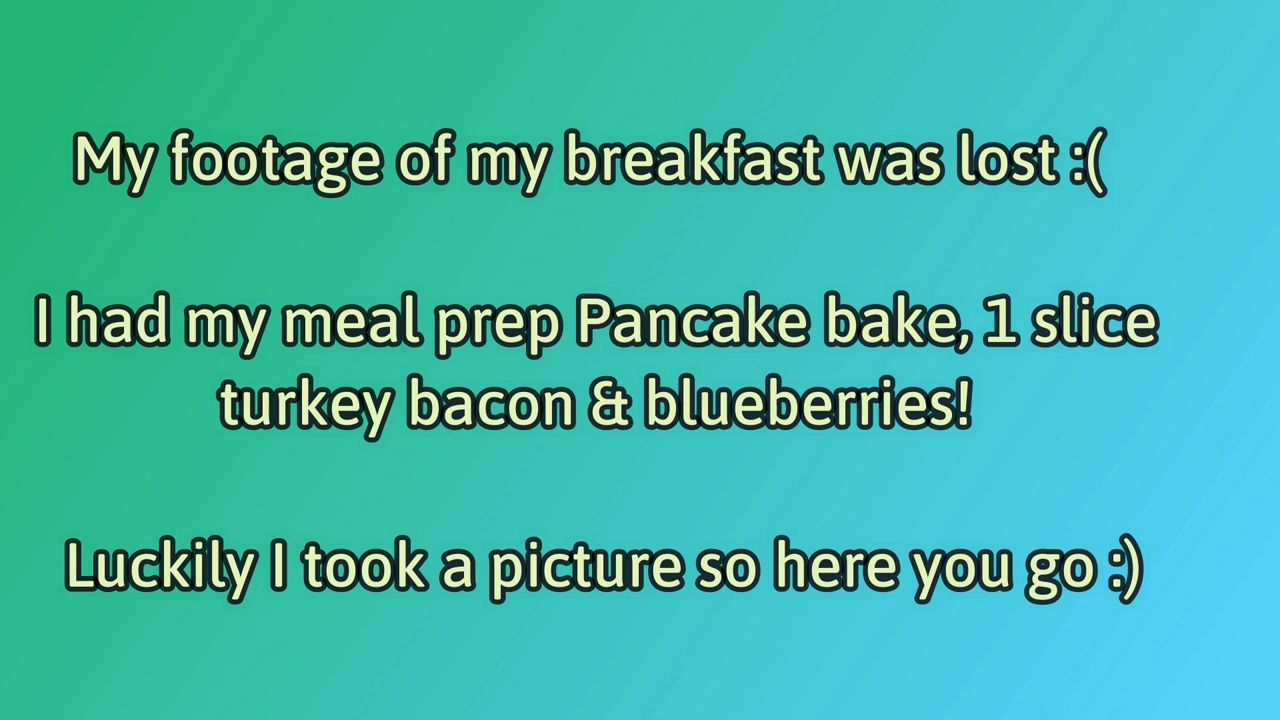 My footage of my breakfast was lost :(
I had my meal prep Pancake bake, 1 slice
turkey bacon & blueberries!
Luckily I took a picture so here you go :)